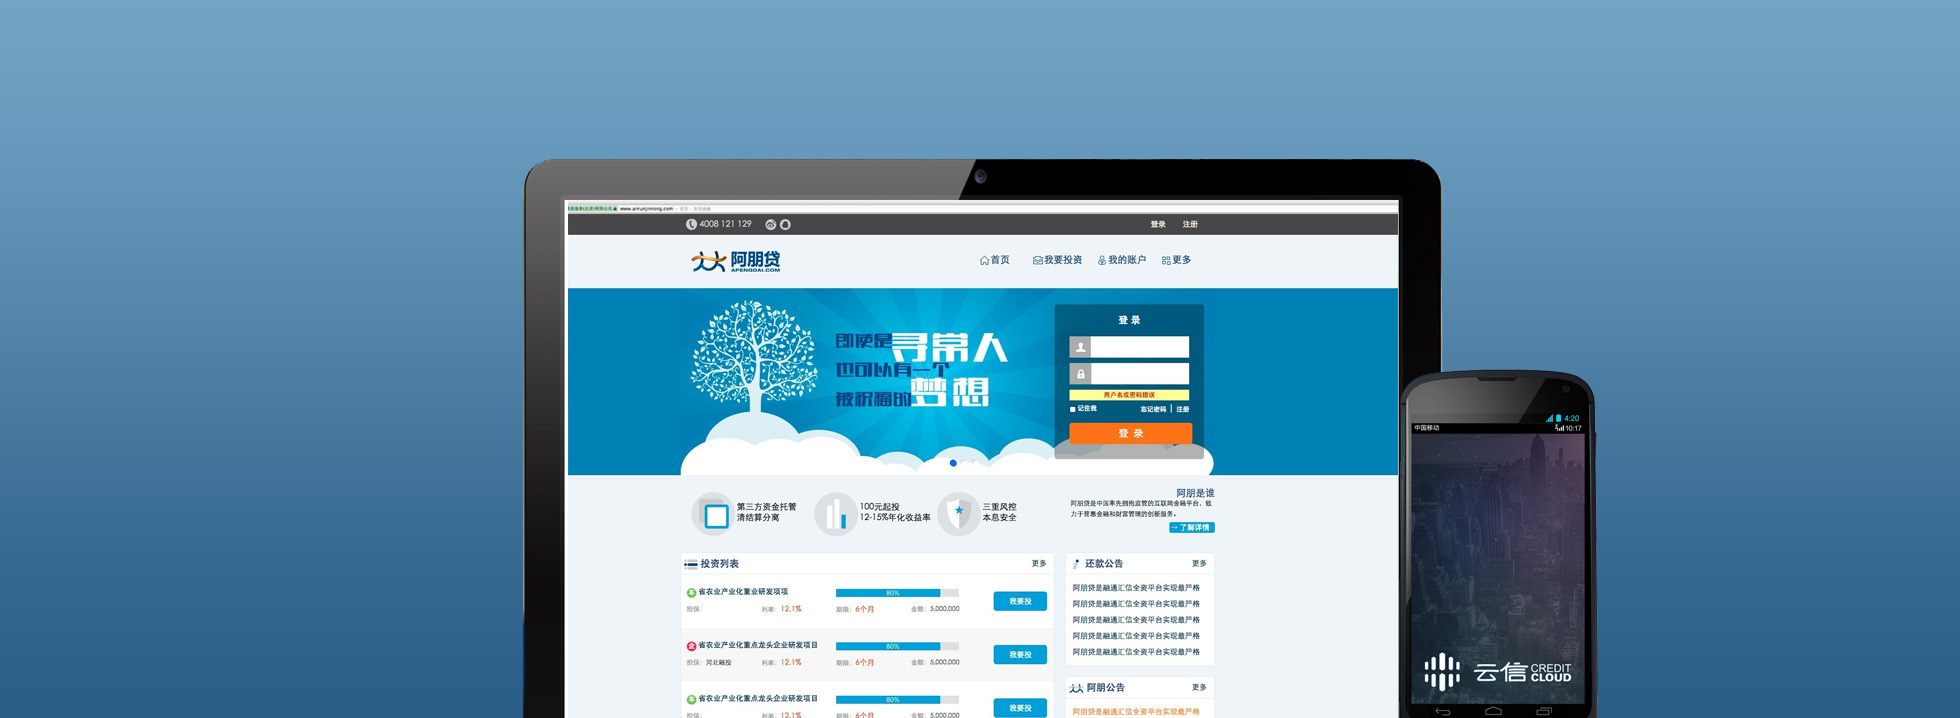 www.anrunjinrong.com
4008 121 129
登录 注册
阿朋贷
APENGDAI.COM
首页 我要投资 我的账户 更多
即使是寻常人
也可以有一个
被祝福的梦想
登 录
用户名或密码错误
记住我 忘记密码 | 注册
登 录
第三方资金托管
清结算分离
100元起投
12-15%年化收益率
三重风控
本息安全
阿朋是谁
阿朋贷是中国率先拥抱监管的互联网金融平台，致
力于普惠金融和财富管理的创新服务。
→ 了解详情
投资列表 更多
省农业产业化重业研发项项 80%
担保: 利率: 12.1% 期限: 6个月 金额: 5,000,000 我要投
企 省农业产业化重点龙头企业研发项目 80%
担保: 河北融投 利率: 12.1% 期限: 6个月 金额: 5,000,000 我要投
省农业产业化重点龙头企业研发项目 80%
担保: 利率: 12.1% 期限: 6个月 金额: 5,000,000 我要投
还款公告 更多
阿朋贷是融通汇信全资平台实现最严格
阿朋贷是融通汇信全资平台实现最严格
阿朋贷是融通汇信全资平台实现最严格
阿朋贷是融通汇信全资平台实现最严格
阿朋贷是融通汇信全资平台实现最严格
阿朋公告 更多
阿朋贷是融通汇信全资平台实现最严格
4:20
中国移动 10:17
云信 CREDIT
CLOUD